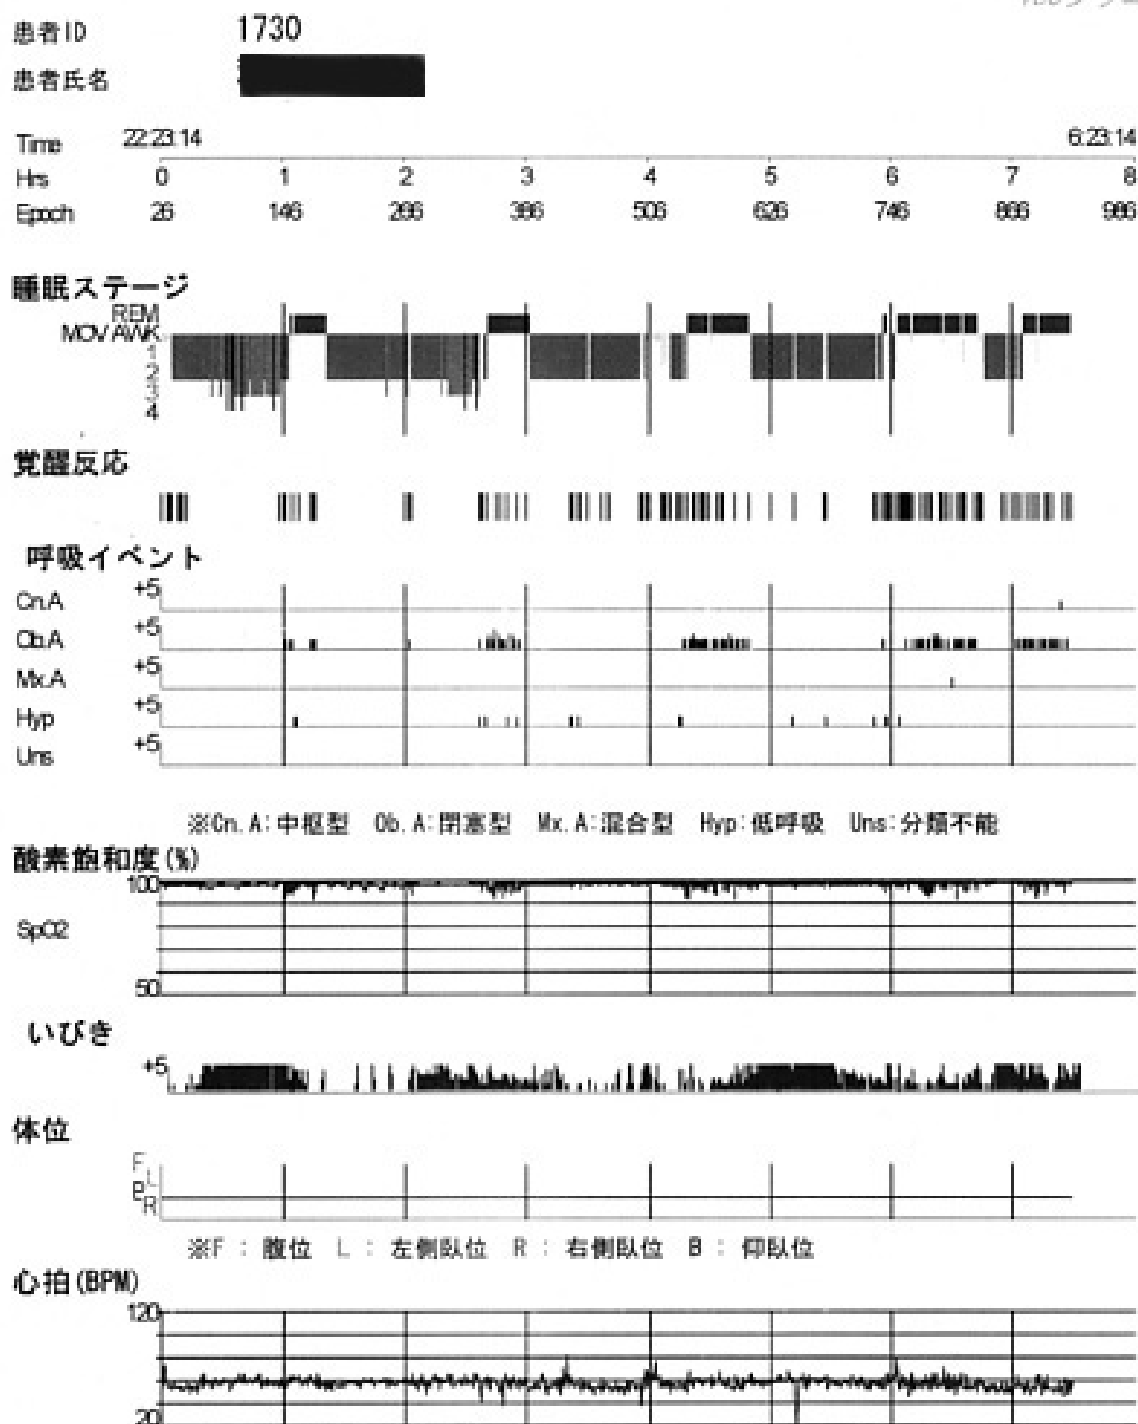 患者ID 1730
患者氏名
Time 22:23:14 6:23:14
Hrs 0 1 2 3 4 5 6 7 8
Epoch 26 146 266 386 506 626 746 866 986
睡眠ステージ
REM
MOV AWK
1
2
3
4
覚醒反応
呼吸イベント
Cn.A +5
Ob.A +5
Mx.A +5
Hyp +5
Uns +5
※Cn.A:中枢型 Ob.A:閉塞型 Mx.A:混合型 Hyp:低呼吸 Uns:分類不能
酸素飽和度(%)
100
SpO2
50
いびき
+5
体位
F
L
B
R
※F : 腹位 L : 左側臥位 R : 右側臥位 B : 仰臥位
心拍(BPM)
120
20